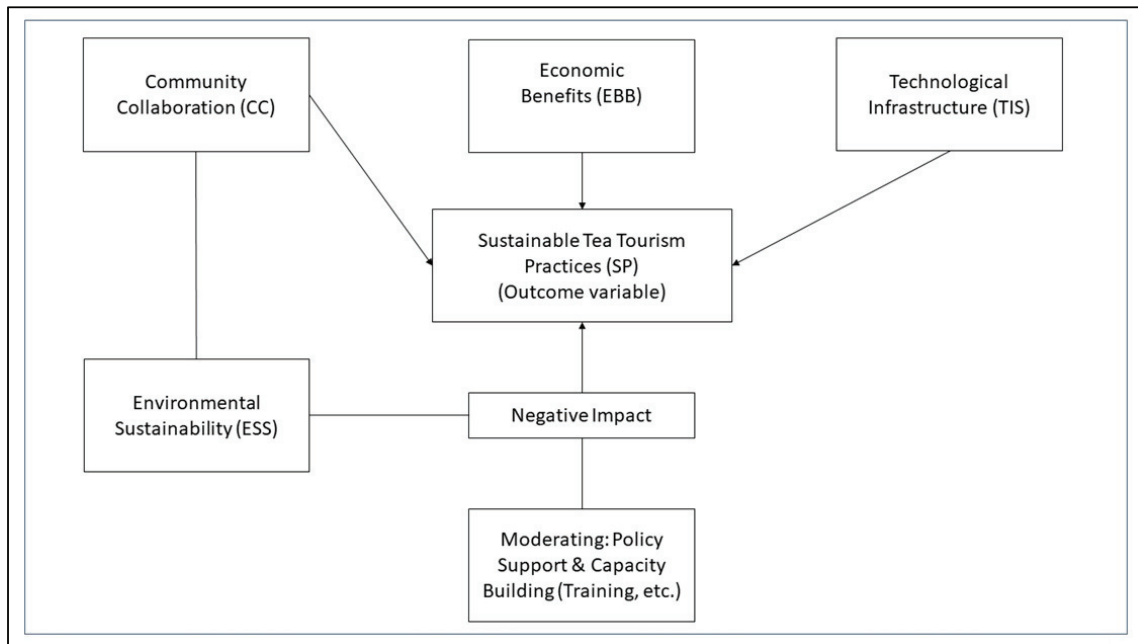 Community
Collaboration (CC)
Economic
Benefits (EBB)
Technological
Infrastructure (TIS)
Sustainable Tea Tourism
Practices (SP)
(Outcome variable)
Environmental
Sustainability (ESS)
Negative Impact
Moderating: Policy
Support & Capacity
Building (Training, etc.)